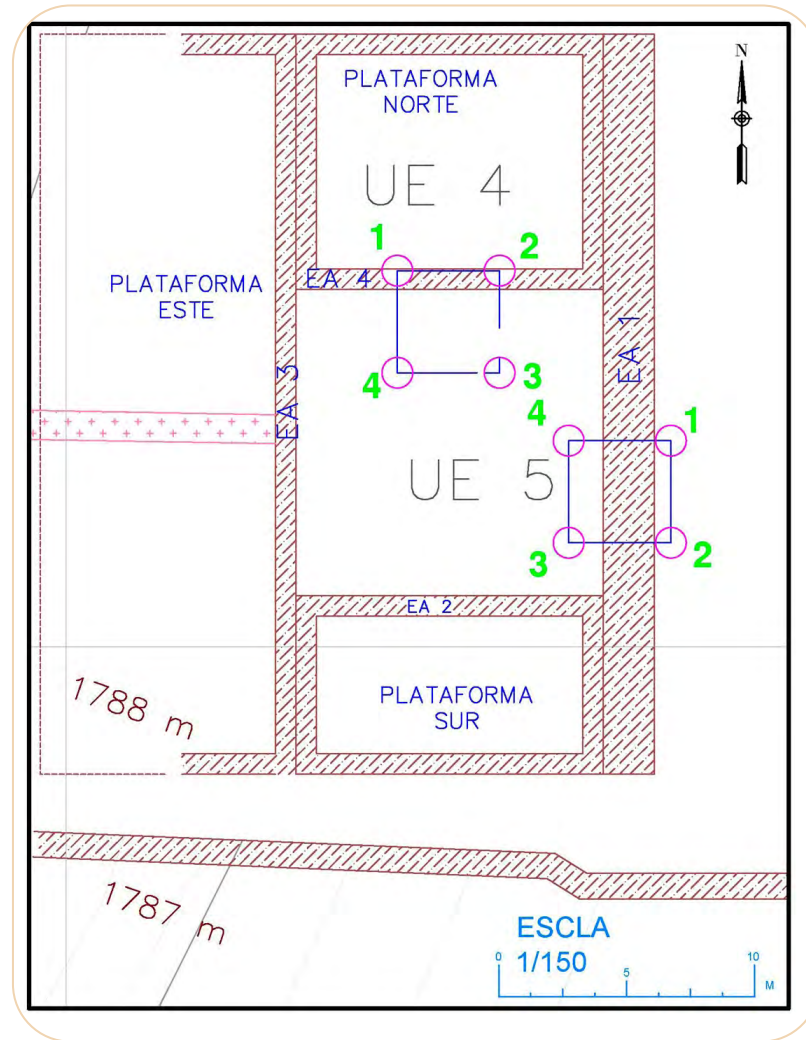 N
PLATAFORMA
NORTE
UE 4
1
2
EA 4
PLATAFORMA
ESTE
EA 3
EA 1
4
3
4
1
UE 5
3
2
EA 2
PLATAFORMA
SUR
1788 m
1787 m
ESCLA
1/150
0
5
10
M